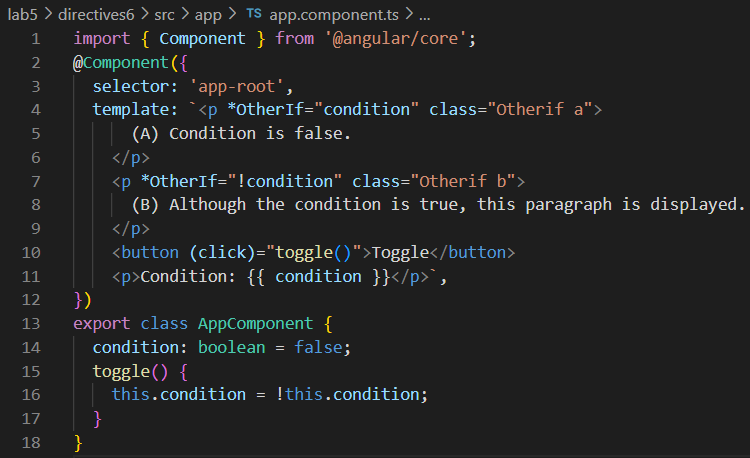 lab5 > directives6 > src > app > TS app.component.ts > ...
1 import { Component } from '@angular/core';
2 @Component({
3 selector: 'app-root',
4 template: `<p *OtherIf="condition" class="Otherif a">
5 (A) Condition is false.
6 </p>
7 <p *OtherIf="!condition" class="Otherif b">
8 (B) Although the condition is true, this paragraph is displayed.
9 </p>
10 <button (click)="toggle()">Toggle</button>
11 <p>Condition: {{ condition }}</p>`,
12 })
13 export class AppComponent {
14 condition: boolean = false;
15 toggle() {
16 this.condition = !this.condition;
17 }
18 }